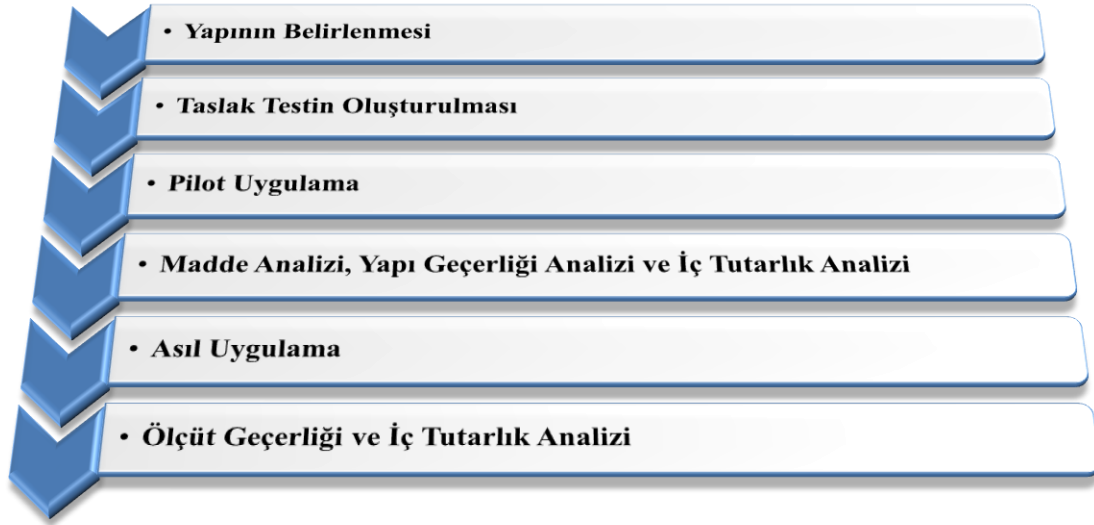 • Yapının Belirlenmesi
• Taslak Testin Oluşturulması
• Pilot Uygulama
• Madde Analizi, Yapı Geçerliği Analizi ve İç Tutarlık Analizi
• Asıl Uygulama
• Ölçüt Geçerliği ve İç Tutarlık Analizi